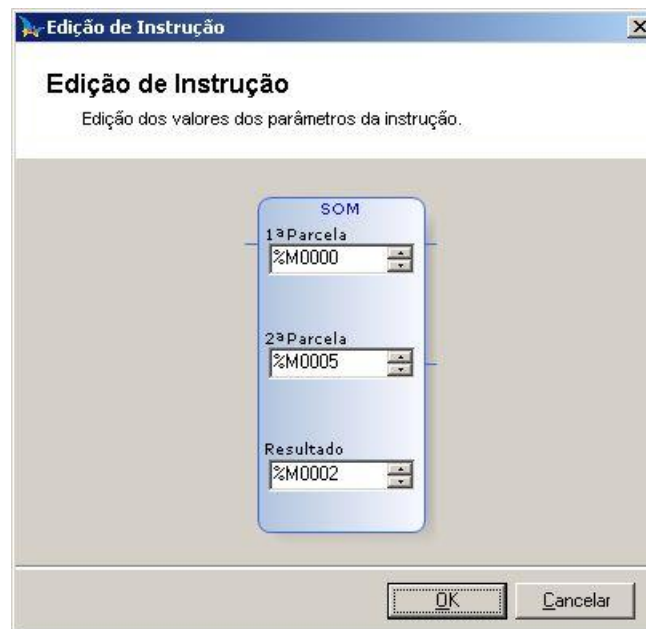 Edição de Instrução
Edição de Instrução
Edição dos valores dos parâmetros da instrução.
SOM
1ªParcela
%M0000
2ªParcela
%M0005
Resultado
%M0002
OK
Cancelar